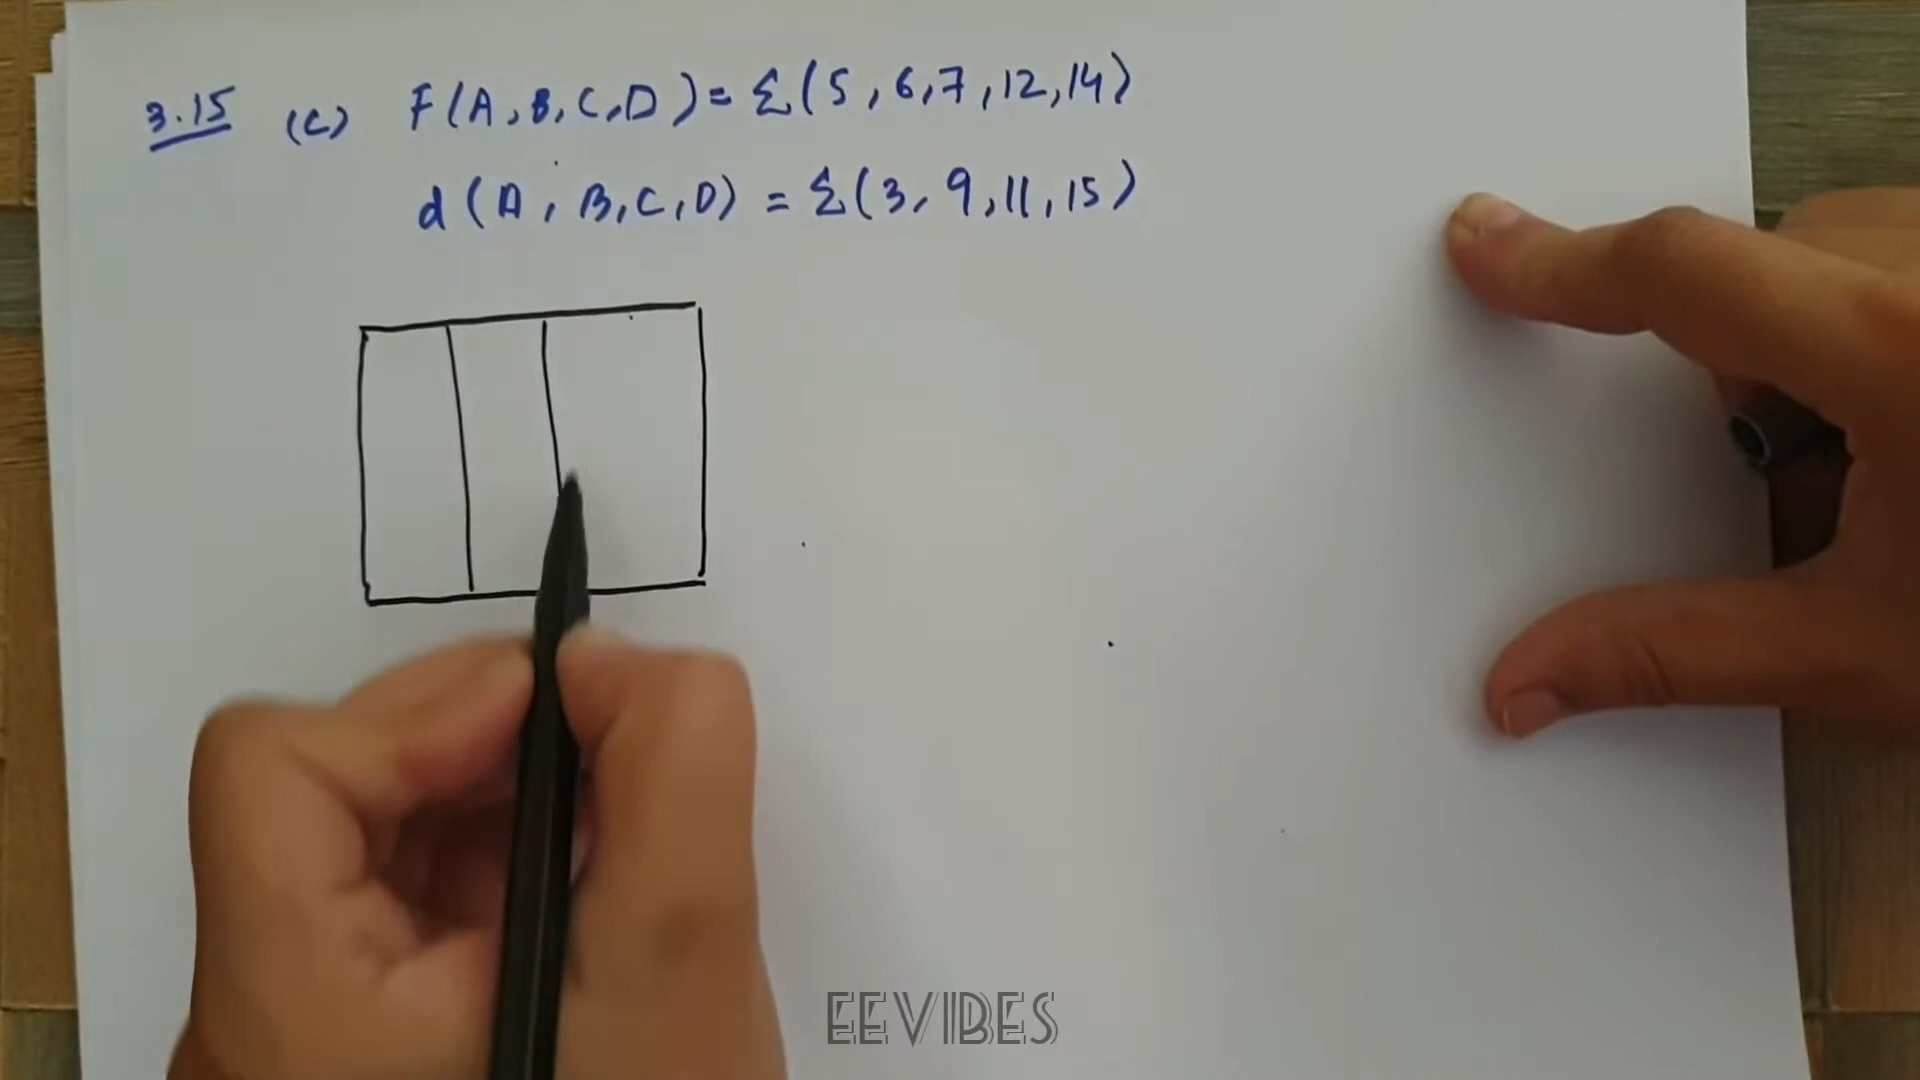 3.15 (C) F(A,B,C,D)=Σ(5,6,7,12,14)
d(A,B,C,D)=Σ(3,9,11,15)
EEVIBES